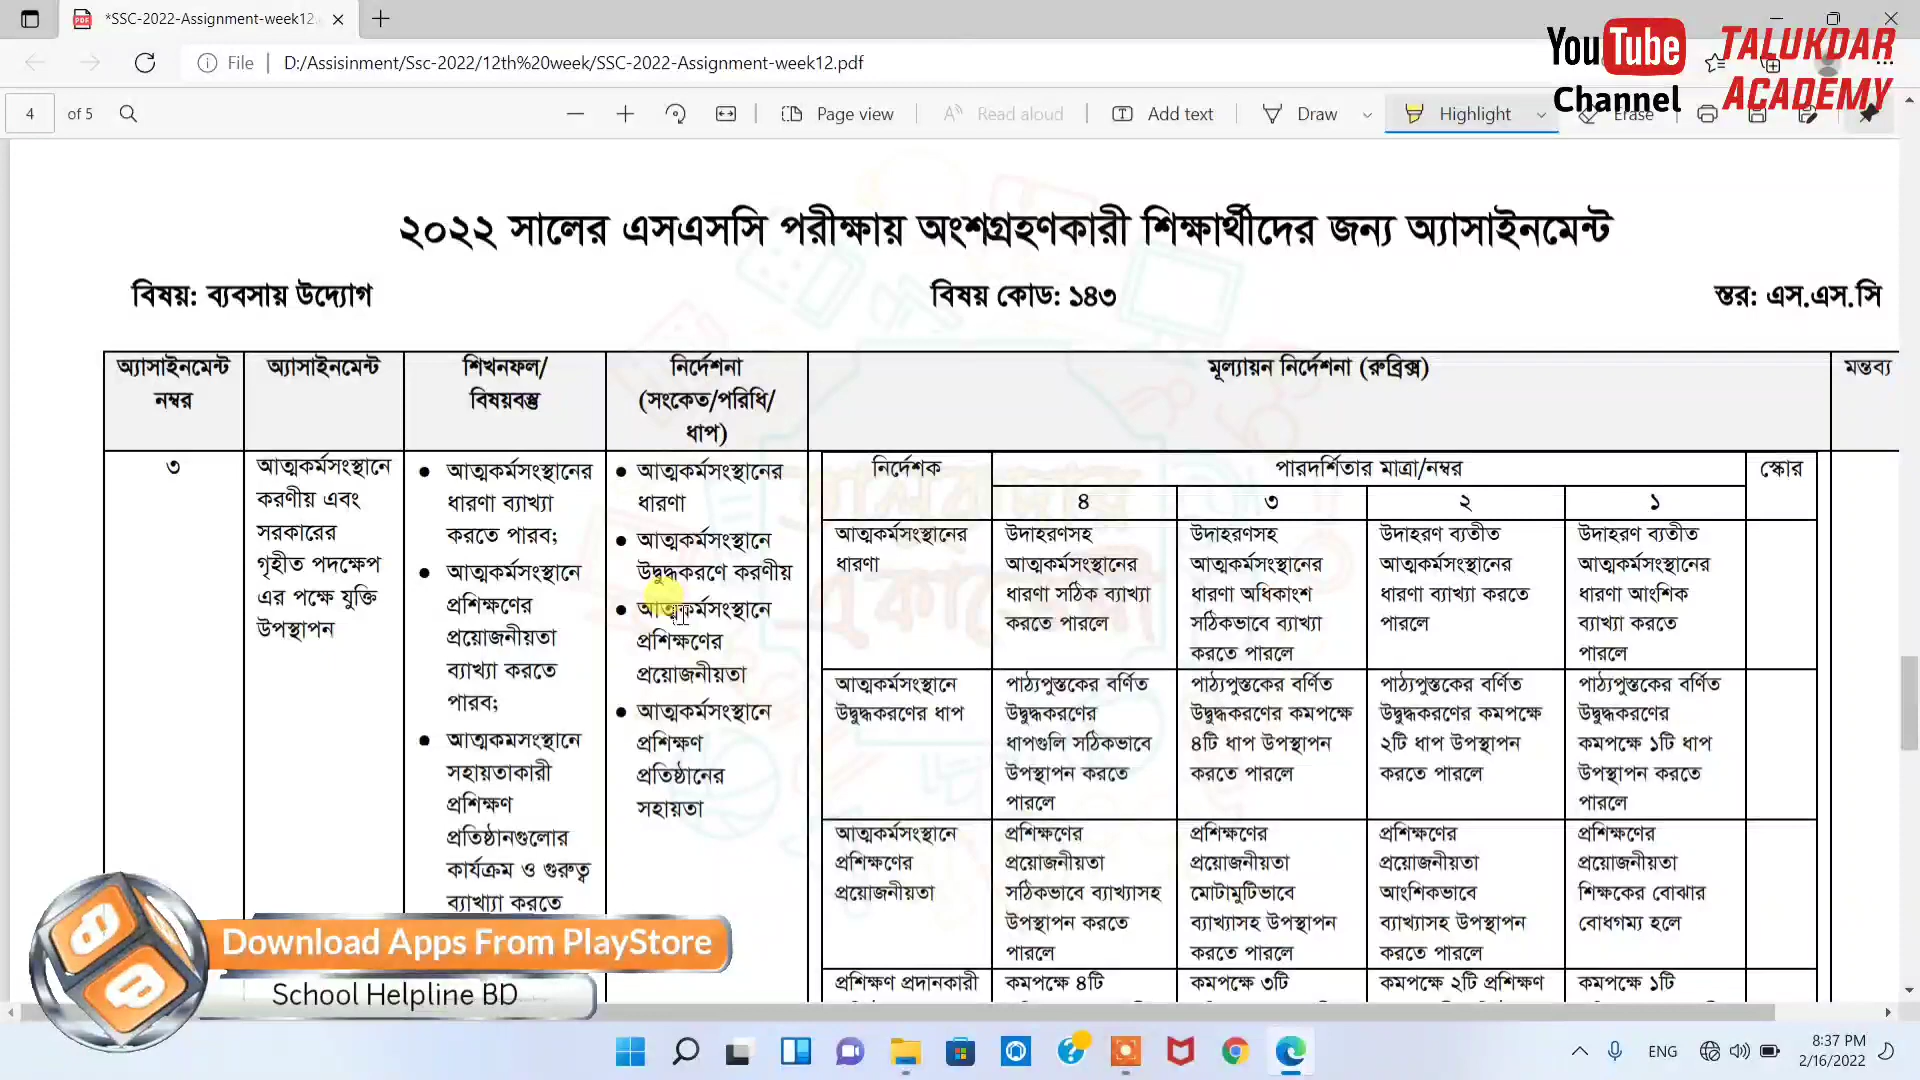 *SSC-2022-Assignment-week12.
File
D:/Assisinment/Ssc-2022/12th%20week/SSC-2022-Assignment-week12.pdf
YouTube
Channel
TALUKDAR
ACADEMY
4 of 5
Page view
Read aloud
Add text
Draw
Highlight
Erase
২০২২ সালের এসএসসি পরীক্ষায় অংশগ্রহণকারী শিক্ষার্থীদের জন্য অ্যাসাইনমেন্ট
বিষয়: ব্যবসায় উদ্যোগ
বিষয় কোড: ১৪৩
স্তর: এস.এস.সি
অ্যাসাইনমেন্ট
নম্বর
অ্যাসাইনমেন্ট
শিখনফল/
বিষয়বস্তু
নির্দেশনা
(সংকেত/পরিধি/
ধাপ)
মূল্যায়ন নির্দেশনা (রুব্রিক্স)
মন্তব্য
৩
আত্মকর্মসংস্থানে
করণীয় এবং
সরকারের
গৃহীত পদক্ষেপ
এর পক্ষে যুক্তি
উপস্থাপন
● আত্মকর্মসংস্থানের
ধারণা ব্যাখ্যা
করতে পারব;
● আত্মকর্মসংস্থানে
প্রশিক্ষণের
প্রয়োজনীয়তা
ব্যাখ্যা করতে
পারব;
● আত্মকমসংস্থানে
সহায়তাকারী
প্রশিক্ষণ
প্রতিষ্ঠানগুলোর
কার্যক্রম ও গুরুত্ব
ব্যাখ্যা করতে
● আত্মকর্মসংস্থানের
ধারণা
● আত্মকর্মসংস্থানে
উদ্বুদ্ধকরণে করণীয়
● আত্মকর্মসংস্থানে
প্রশিক্ষণের
প্রয়োজনীয়তা
● আত্মকর্মসংস্থানে
প্রশিক্ষণ
প্রতিষ্ঠানের
সহায়তা
নির্দেশক
পারদর্শিতার মাত্রা/নম্বর
স্কোর
৪
৩
২
১
আত্মকর্মসংস্থানের
ধারণা
উদাহরণসহ
আত্মকর্মসংস্থানের
ধারণা সঠিক ব্যাখ্যা
করতে পারলে
উদাহরণসহ
আত্মকর্মসংস্থানের
ধারণা অধিকাংশ
সঠিকভাবে ব্যাখ্যা
করতে পারলে
উদাহরণ ব্যতীত
আত্মকর্মসংস্থানের
ধারণা ব্যাখ্যা করতে
পারলে
উদাহরণ ব্যতীত
আত্মকর্মসংস্থানের
ধারণা আংশিক
ব্যাখ্যা করতে
পারলে
আত্মকর্মসংস্থানে
উদ্বুদ্ধকরণের ধাপ
পাঠ্যপুস্তকের বর্ণিত
উদ্বুদ্ধকরণের
ধাপগুলি সঠিকভাবে
উপস্থাপন করতে
পারলে
পাঠ্যপুস্তকের বর্ণিত
উদ্বুদ্ধকরণের কমপক্ষে
৪টি ধাপ উপস্থাপন
করতে পারলে
পাঠ্যপুস্তকের বর্ণিত
উদ্বুদ্ধকরণের কমপক্ষে
২টি ধাপ উপস্থাপন
করতে পারলে
পাঠ্যপুস্তকের বর্ণিত
উদ্বুদ্ধকরণের
কমপক্ষে ১টি ধাপ
উপস্থাপন করতে
পারলে
আত্মকর্মসংস্থানে
প্রশিক্ষণের
প্রয়োজনীয়তা
প্রশিক্ষণের
প্রয়োজনীয়তা
সঠিকভাবে ব্যাখ্যাসহ
উপস্থাপন করতে
পারলে
প্রশিক্ষণের
প্রয়োজনীয়তা
মোটামুটিভাবে
ব্যাখ্যাসহ উপস্থাপন
করতে পারলে
প্রশিক্ষণের
প্রয়োজনীয়তা
আংশিকভাবে
ব্যাখ্যাসহ উপস্থাপন
করতে পারলে
প্রশিক্ষণের
প্রয়োজনীয়তা
শিক্ষকের বোঝার
বোধগম্য হলে
প্রশিক্ষণ প্রদানকারী
কমপক্ষে ৪টি
কমপক্ষে ৩টি
কমপক্ষে ২টি প্রশিক্ষণ
কমপক্ষে ১টি
তালুকদার
একাডেমী
Download Apps From PlayStore
School Helpline BD
ENG
8:37 PM
2/16/2022